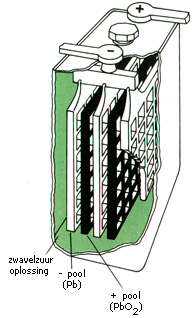 +
-
zwavelzuur
oplossing
- pool
(Pb)
+ pool
(PbO2)